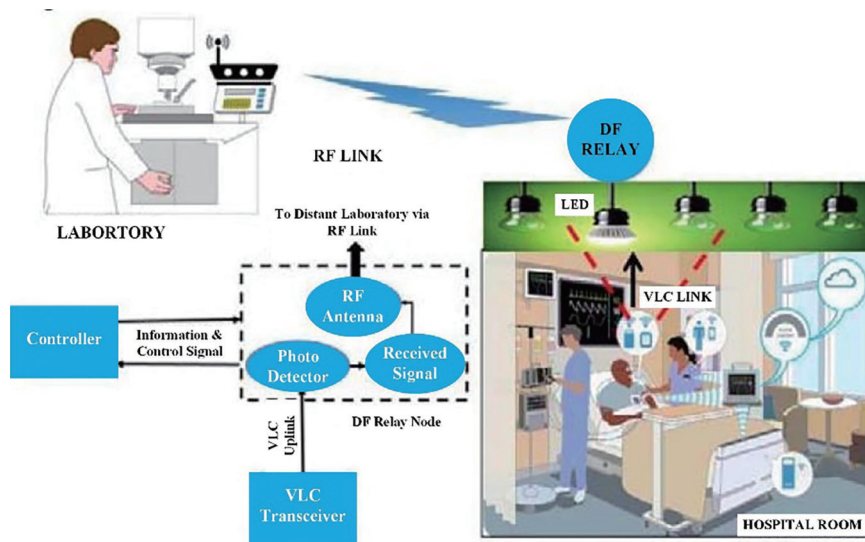 DF
RELAY
RF LINK
LED
To Distant Laboratory via
RF Link
LABORTORY
RF
Antenna
VLC LINK
Controller
Information &
Control Signal
Photo
Detector
Received
Signal
DF Relay Node
VLC
Uplink
VLC
Transceiver
HOSPITAL ROOM